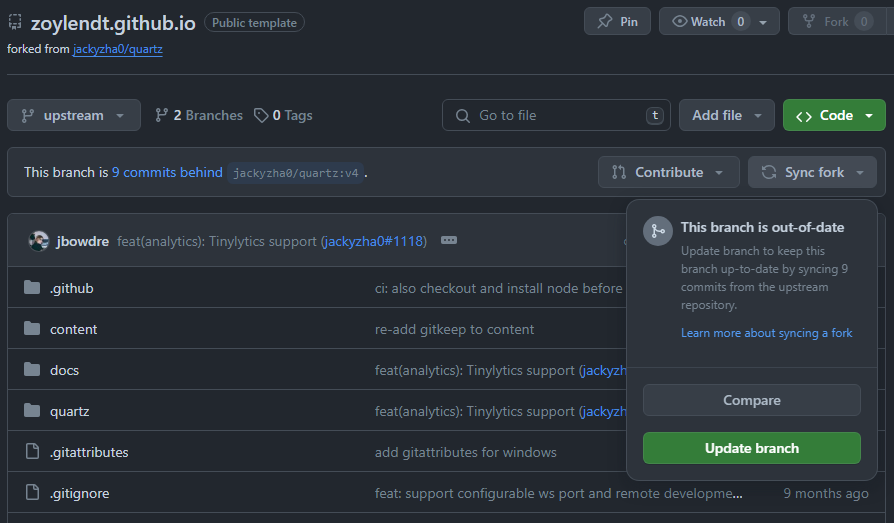 zoylendt.github.io Public template Pin Watch 0 Fork 0
forked from jackyzha0/quartz
upstream 2 Branches 0 Tags Go to file t Add file <> Code
This branch is 9 commits behind jackyzha0/quartz:v4 . Contribute Sync fork
This branch is out-of-date
Update branch to keep this
branch up-to-date by syncing 9
commits from the upstream
repository.
Learn more about syncing a fork
Compare
Update branch
jbowdre feat(analytics): Tinylytics support (jackyzha0#1118)
.github ci: also checkout and install node before
content re-add gitkeep to content
docs feat(analytics): Tinylytics support (jackyzh
quartz feat(analytics): Tinylytics support (jackyzh
.gitattributes add gitattributes for windows
.gitignore feat: support configurable ws port and remote developme... 9 months ago